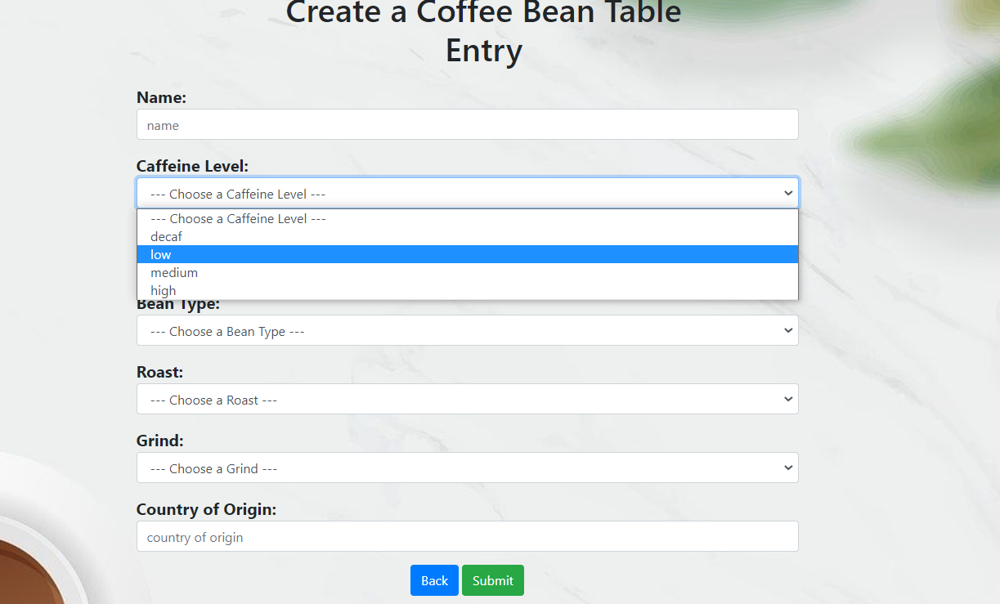 Create a Coffee Bean Table
Entry
Name:
name
Caffeine Level:
--- Choose a Caffeine Level ---
--- Choose a Caffeine Level ---
decaf
low
medium
high
Bean Type:
--- Choose a Bean Type ---
Roast:
--- Choose a Roast ---
Grind:
--- Choose a Grind ---
Country of Origin:
country of origin
Back Submit